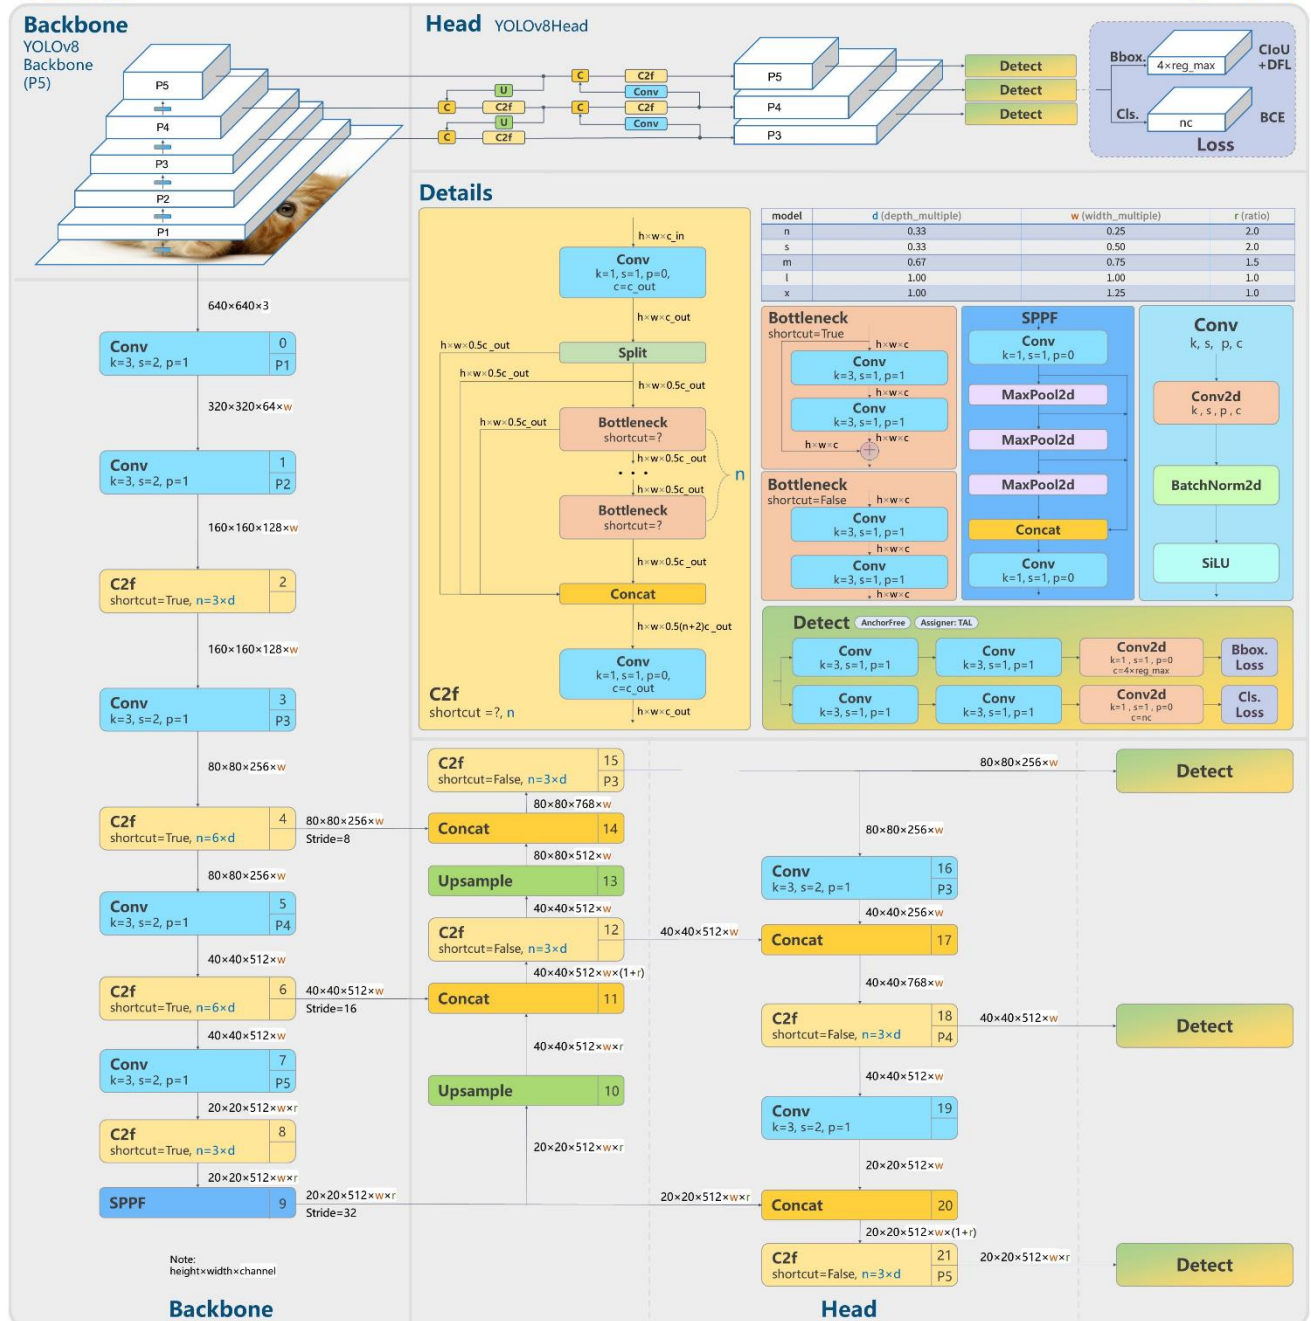 Backbone
YOLOv8
Backbone
(P5)
P5
P4
P3
P2
P1
Head YOLOv8Head
C
C2f
U
Conv
C
C2f
C
C2f
U
Conv
C
C2f
P5
P4
P3
Detect
Detect
Detect
Bbox.
4×reg_max
CIoU
+DFL
Cls.
nc
BCE
Loss
Details
h×w×c_in
Conv
k=1, s=1, p=0,
c=c_out
h×w×c_out
h×w×0.5c_out
Split
h×w×0.5c_out
h×w×0.5c_out
h×w×0.5c_out
Bottleneck
shortcut=?
h×w×0.5c_out
• • •
n
h×w×0.5c_out
Bottleneck
shortcut=?
h×w×0.5c_out
Concat
h×w×0.5(n+2)c_out
Conv
k=1, s=1, p=0,
c=c_out
h×w×c_out
C2f
shortcut =?, n
model d (depth_multiple) w (width_multiple) r (ratio)
n 0.33 0.25 2.0
s 0.33 0.50 2.0
m 0.67 0.75 1.5
l 1.00 1.00 1.0
x 1.00 1.25 1.0
Bottleneck
shortcut=True
h×w×c
Conv
k=3, s=1, p=1
h×w×c
Conv
k=3, s=1, p=1
h×w×c
h×w×c
+
Bottleneck
shortcut=False
h×w×c
Conv
k=3, s=1, p=1
h×w×c
Conv
k=3, s=1, p=1
h×w×c
SPPF
Conv
k=1, s=1, p=0
MaxPool2d
MaxPool2d
MaxPool2d
Concat
Conv
k=1, s=1, p=0
Conv
k, s, p, c
Conv2d
k, s, p, c
BatchNorm2d
SiLU
Detect AnchorFree Assigner: TAL
Conv
k=3, s=1, p=1
Conv
k=3, s=1, p=1
Conv2d
k=1, s=1, p=0
c=4×reg_max
Bbox.
Loss
Conv
k=3, s=1, p=1
Conv
k=3, s=1, p=1
Conv2d
k=1, s=1, p=0
c=nc
Cls.
Loss
640×640×3
Conv
k=3, s=2, p=1
0
P1
320×320×64×w
Conv
k=3, s=2, p=1
1
P2
160×160×128×w
C2f
shortcut=True, n=3×d
2
160×160×128×w
Conv
k=3, s=2, p=1
3
P3
80×80×256×w
C2f
shortcut=True, n=6×d
4
80×80×256×w
Stride=8
80×80×256×w
Conv
k=3, s=2, p=1
5
P4
40×40×512×w
C2f
shortcut=True, n=6×d
6
40×40×512×w
Stride=16
40×40×512×w
Conv
k=3, s=2, p=1
7
P5
20×20×512×w×r
C2f
shortcut=True, n=3×d
8
20×20×512×w×r
SPPF
9
20×20×512×w×r
Stride=32
Note:
height×width×channel
Backbone
C2f
shortcut=False, n=3×d
15
P3
80×80×768×w
Concat
14
80×80×512×w
Upsample
13
40×40×512×w
C2f
shortcut=False, n=3×d
12
40×40×512×w
40×40×512×w×(1+r)
Concat
11
40×40×512×w×r
Upsample
10
20×20×512×w×r
20×20×512×w×r
80×80×256×w
Detect
80×80×256×w
Conv
k=3, s=2, p=1
16
P3
40×40×256×w
Concat
17
40×40×768×w
C2f
shortcut=False, n=3×d
18
P4
40×40×512×w
Detect
40×40×512×w
Conv
k=3, s=2, p=1
19
20×20×512×w
Concat
20
20×20×512×w×(1+r)
C2f
shortcut=False, n=3×d
21
P5
20×20×512×w×r
Detect
Head